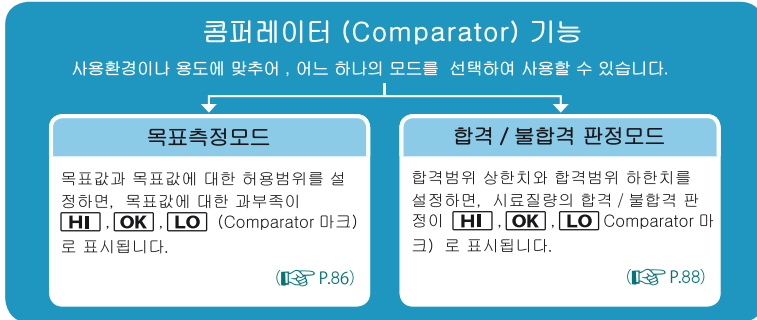 콤퍼레이터 (Comparator) 기능
사용환경이나 용도에 맞추어 , 어느 하나의 모드를 선택하여 사용할 수 있습니다.
목표측정모드
목표값과 목표값에 대한 허용범위를 설
정하면, 목표값에 대한 과부족이
HI , OK , LO (Comparator 마크)
로 표시됩니다.
(☞ P.86)
합격 / 불합격 판정모드
합격범위 상한치와 합격범위 하한치를
설정하면, 시료질량의 합격 / 불합격 판
정이 HI , OK , LO Comparator 마
크) 로 표시됩니다.
(☞ P.88)